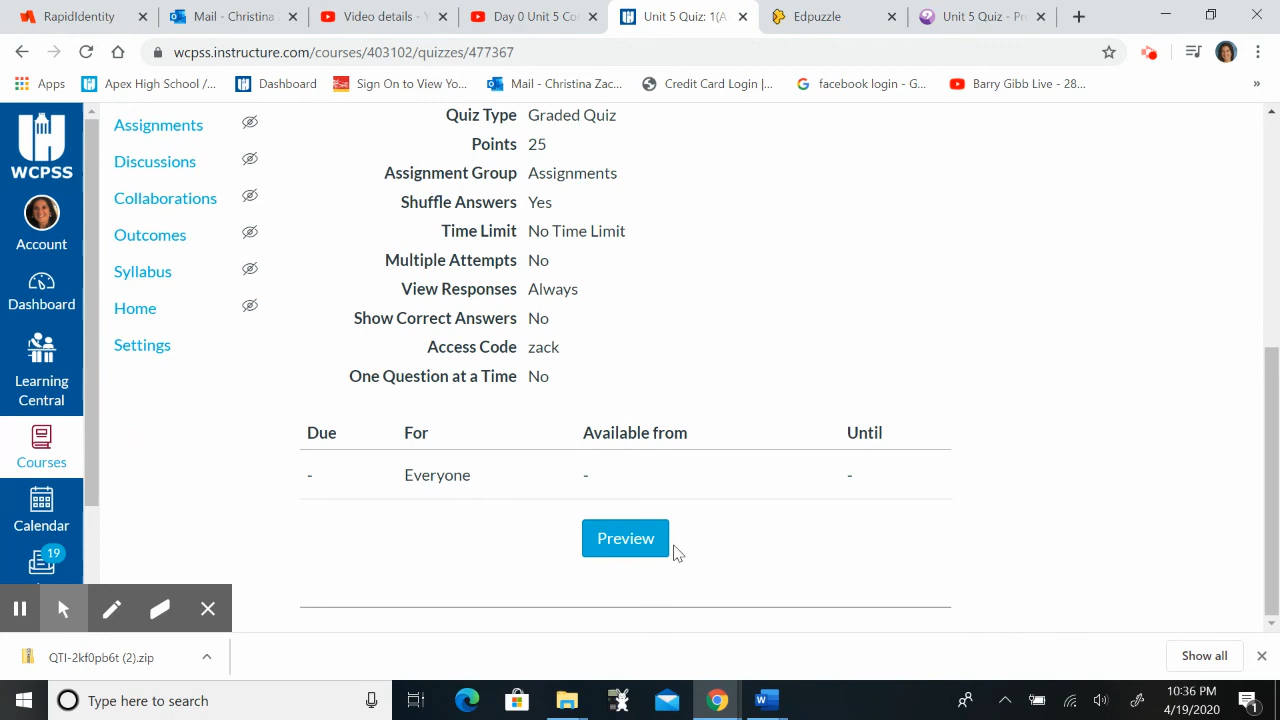 RapidIdentity
Mail - Christina
Video details - Y
Day 0 Unit 5 Co
Unit 5 Quiz: 1(A
Edpuzzle
Unit 5 Quiz - Pr
wcpss.instructure.com/courses/403102/quizzes/477367
Apps
Apex High School /...
Dashboard
Sign On to View Yo...
Mail - Christina Zac...
Credit Card Login |...
facebook login - G...
Barry Gibb Live - 28...
»
WCPSS
Account
Dashboard
Learning
Central
Courses
Calendar
19
Assignments
Discussions
Collaborations
Outcomes
Syllabus
Home
Settings
Quiz Type Graded Quiz
Points 25
Assignment Group Assignments
Shuffle Answers Yes
Time Limit No Time Limit
Multiple Attempts No
View Responses Always
Show Correct Answers No
Access Code zack
One Question at a Time No
Due For Available from Until
- Everyone - -
Preview
QTI-2kf0pb6t (2).zip
Show all
Type here to search
10:36 PM
4/19/2020
1